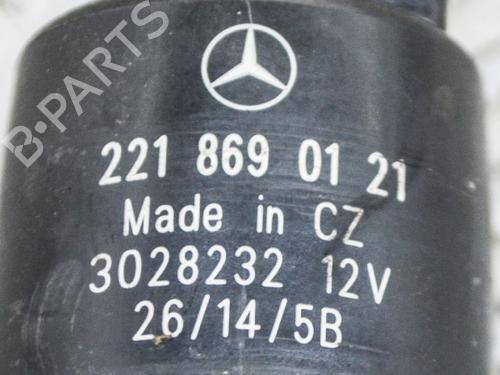 B-PARTS
221 869 01 21
Made in CZ
3028232 12V
26/14/5B